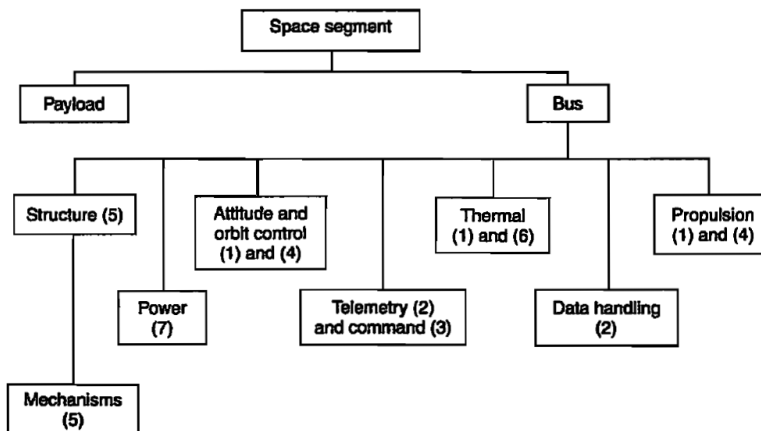 Space segment
Payload
Bus
Structure (5)
Attitude and
orbit control
(1) and (4)
Thermal
(1) and (6)
Propulsion
(1) and (4)
Power
(7)
Telemetry (2)
and command (3)
Data handling
(2)
Mechanisms
(5)